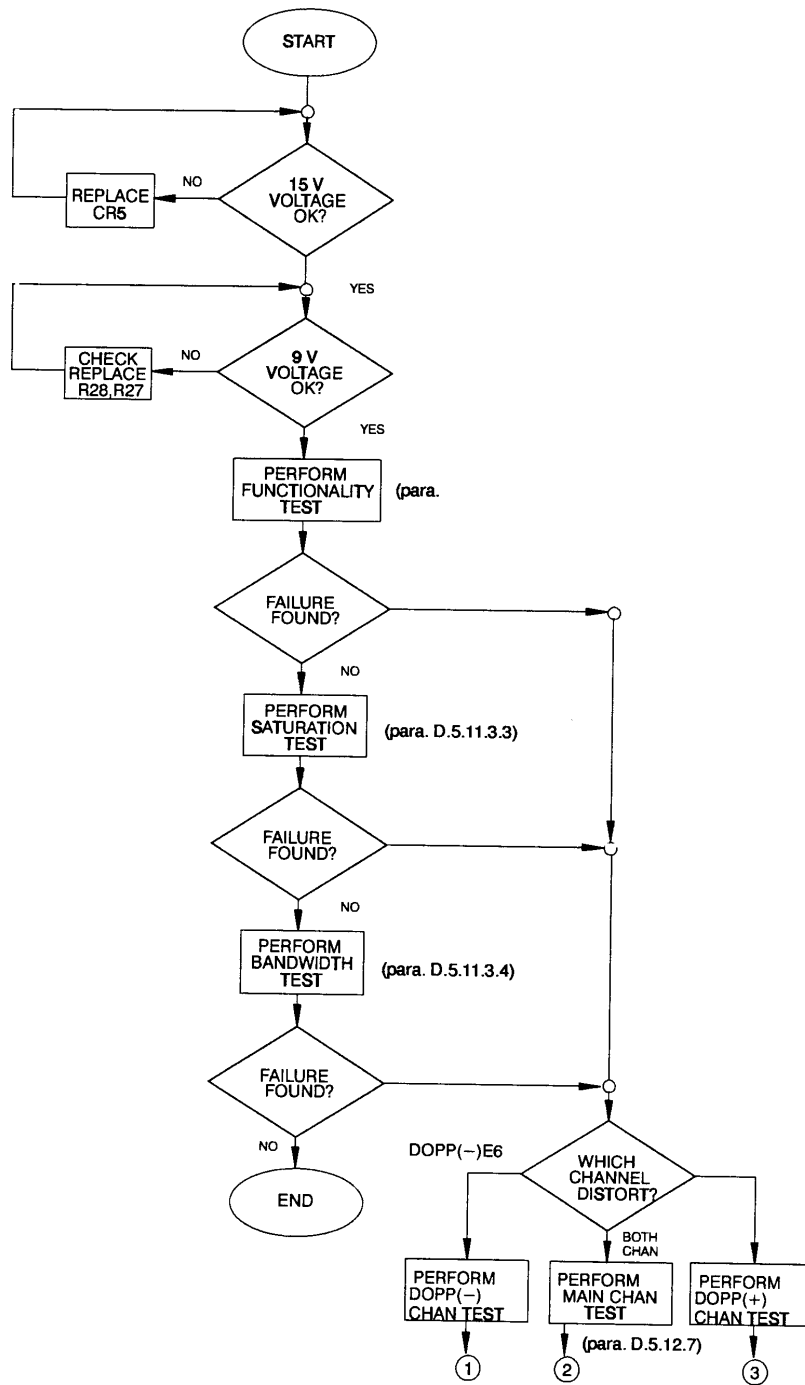 START
15 V
VOLTAGE
OK?
NO
REPLACE
CR5
YES
9 V
VOLTAGE
OK?
NO
CHECK
REPLACE
R28,R27
YES
PERFORM
FUNCTIONALITY
TEST
(para.
FAILURE
FOUND?
NO
PERFORM
SATURATION
TEST
(para. D.5.11.3.3)
FAILURE
FOUND?
NO
PERFORM
BANDWIDTH
TEST
(para. D.5.11.3.4)
FAILURE
FOUND?
NO
END
DOPP(−)E6
WHICH
CHANNEL
DISTORT?
BOTH
CHAN
PERFORM
DOPP(−)
CHAN TEST
PERFORM
MAIN CHAN
TEST
PERFORM
DOPP(+)
CHAN TEST
(para. D.5.12.7)
1
2
3